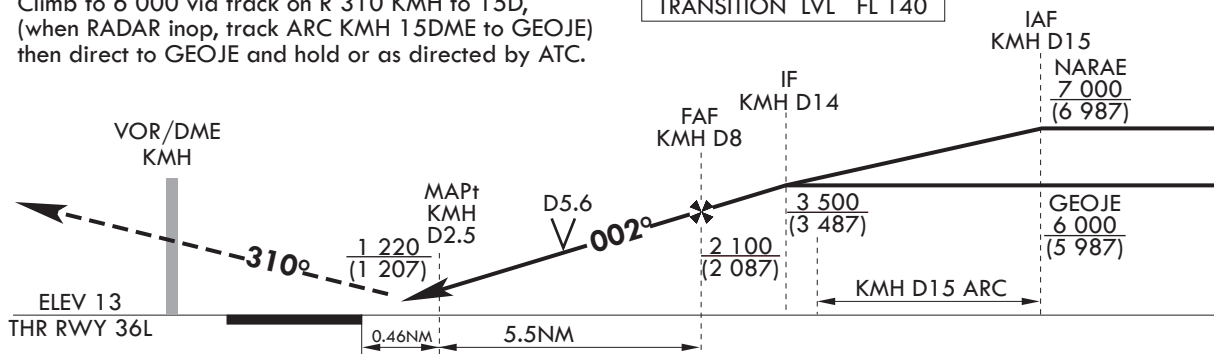 Climb to 6 000 via track on R 310 KMH to 15D,
(when RADAR inop, track ARC KMH 15DME to GEOJE)
then direct to GEOJE and hold or as directed by ATC.
TRANSITION LVL FL 140
IAF
KMH D15
NARAE
7 000
(6 987)
IF
KMH D14
FAF
KMH D8
VOR/DME
KMH
MAPt
KMH
D2.5
D5.6
002°
3 500
(3 487)
GEOJE
6 000
(5 987)
2 100
(2 087)
310°
1 220
(1 207)
KMH D15 ARC
ELEV 13
THR RWY 36L
0.46NM
5.5NM